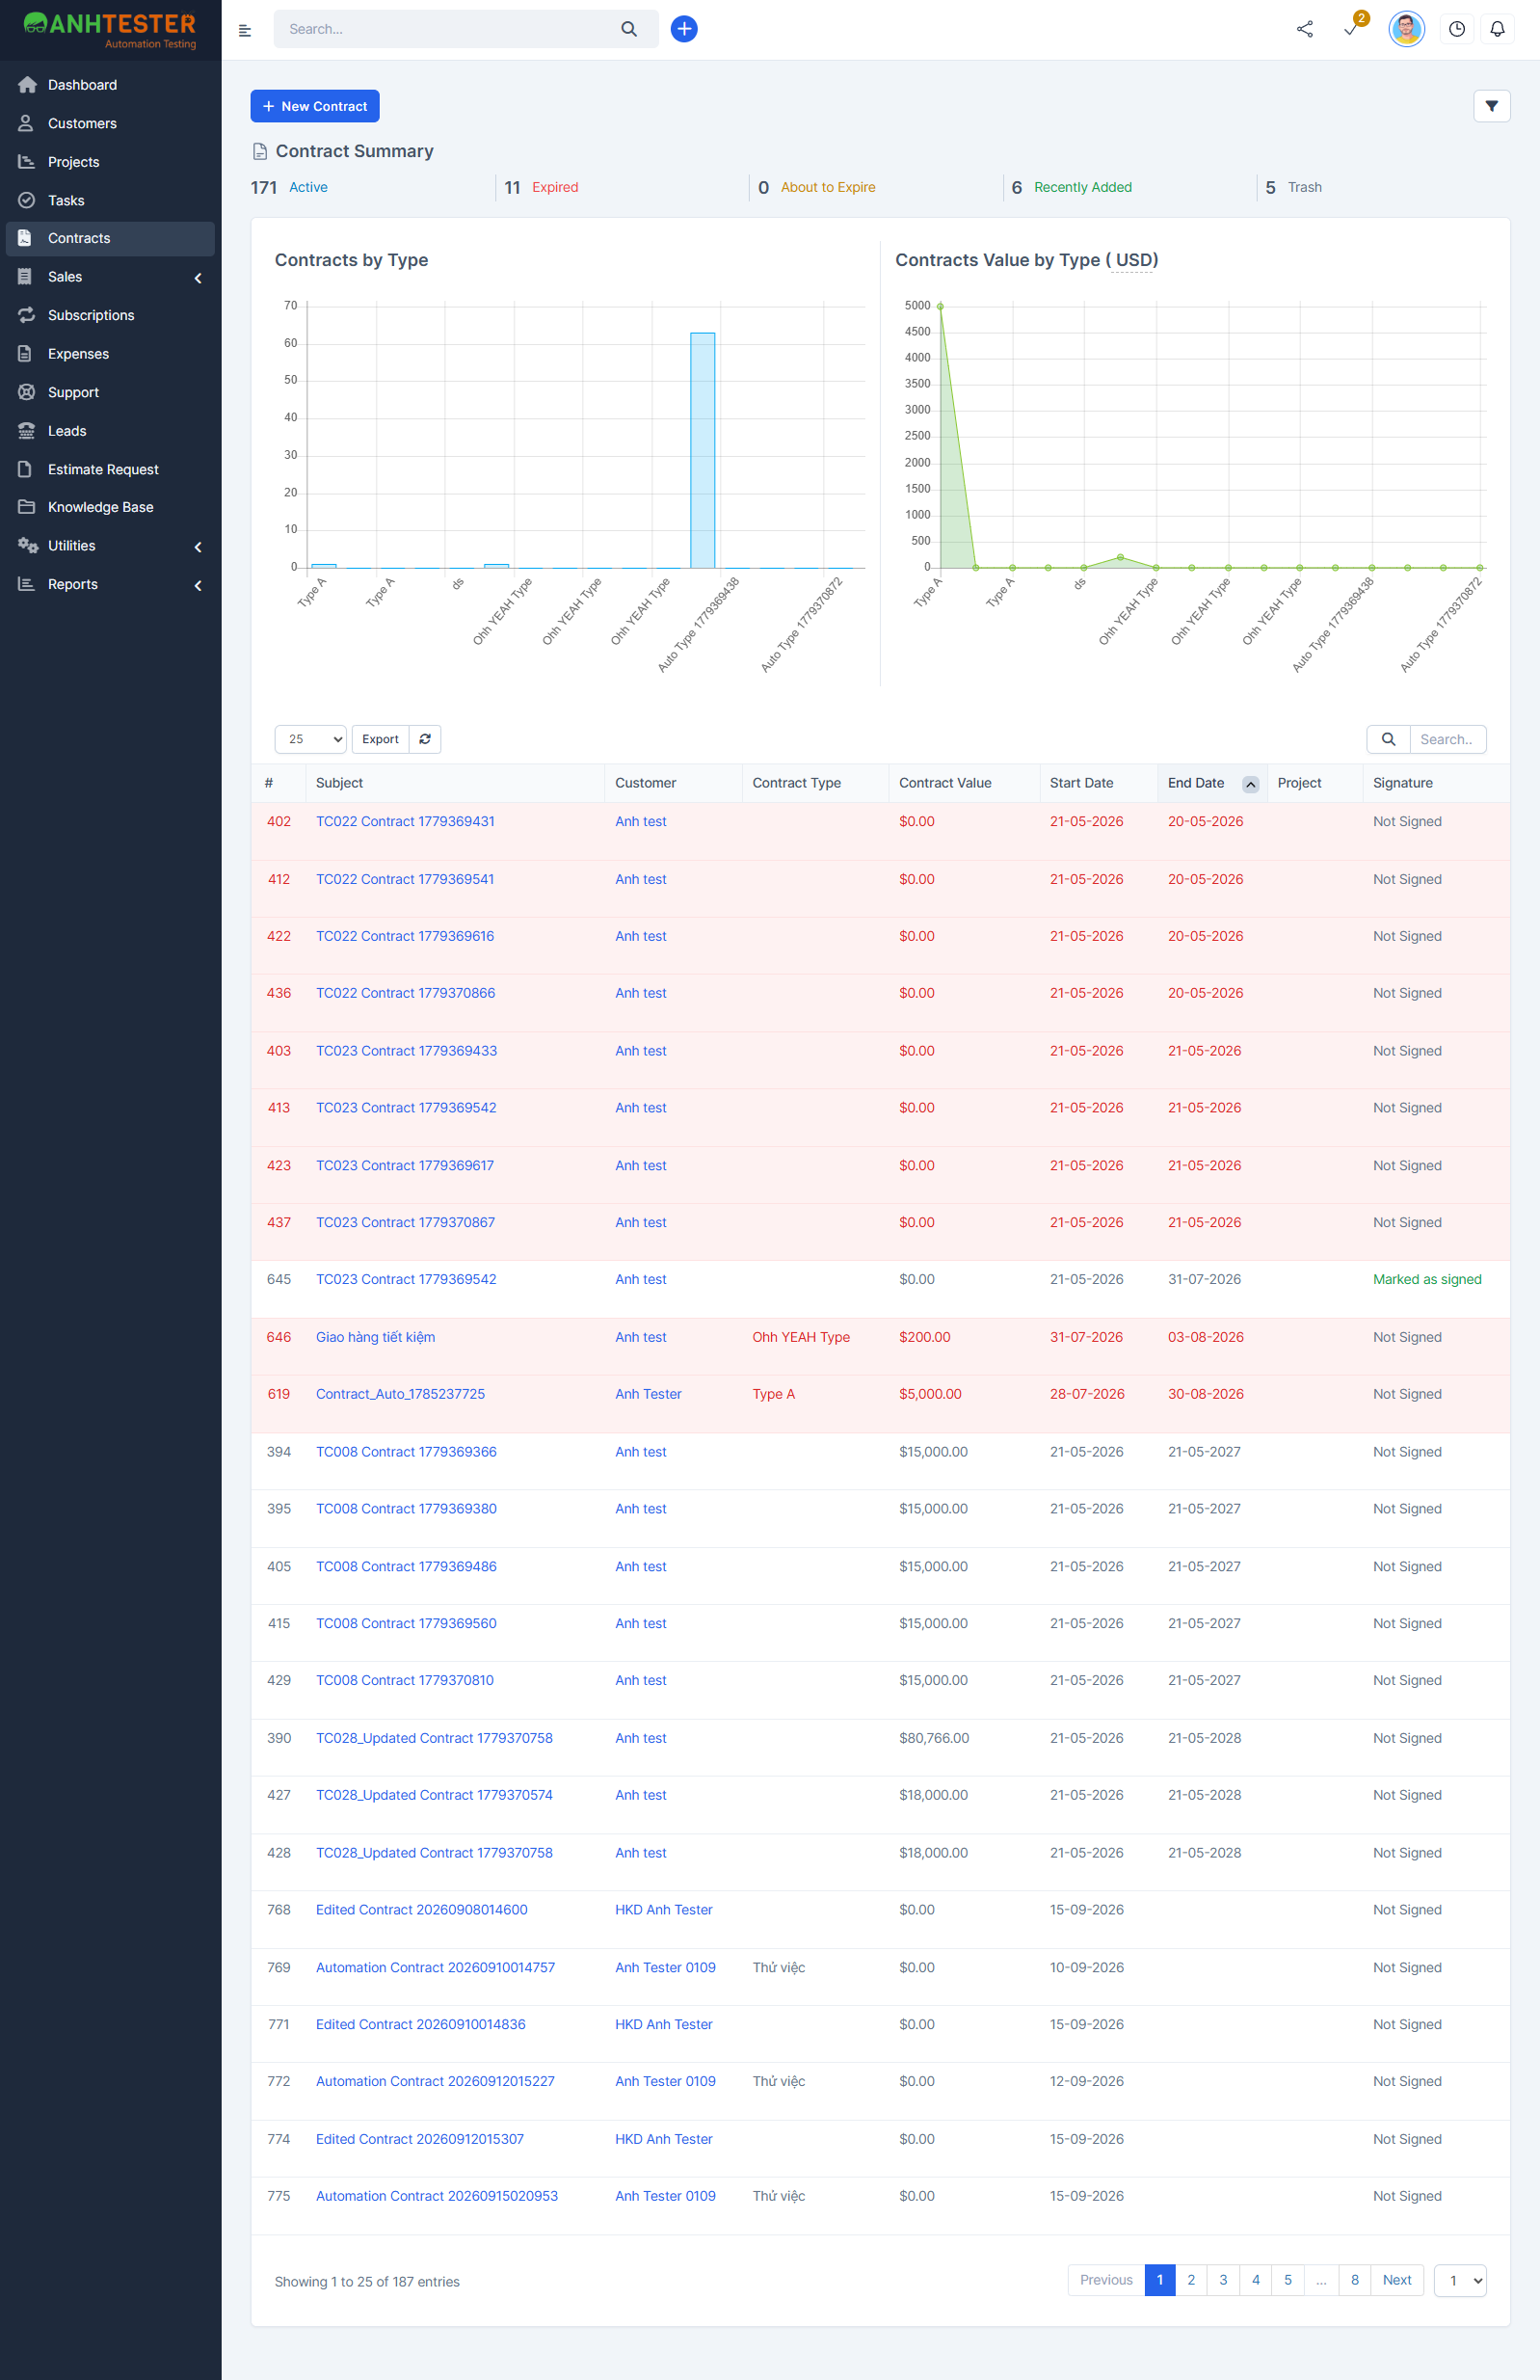 ANHTESTER
Automation Testing
Search...
2
Dashboard
Customers
Projects
Tasks
Contracts
Sales
Subscriptions
Expenses
Support
Leads
Estimate Request
Knowledge Base
Utilities
Reports
New Contract
Contract Summary
171 Active
11 Expired
0 About to Expire
6 Recently Added
5 Trash
Contracts by Type
70
60
50
40
30
20
10
0
Type A
Type A
ds
Ohh YEAH Type
Ohh YEAH Type
Ohh YEAH Type
Auto Type 1779369438
Auto Type 1779370872
Contracts Value by Type ( USD)
5000
4500
4000
3500
3000
2500
2000
1500
1000
500
0
Type A
Type A
ds
Ohh YEAH Type
Ohh YEAH Type
Ohh YEAH Type
Auto Type 1779369438
Auto Type 1779370872
25 Export Search..
# Subject Customer Contract Type Contract Value Start Date End Date Project Signature
402 TC022 Contract 1779369431 Anh test $0.00 21-05-2026 20-05-2026 Not Signed
412 TC022 Contract 1779369541 Anh test $0.00 21-05-2026 20-05-2026 Not Signed
422 TC022 Contract 1779369616 Anh test $0.00 21-05-2026 20-05-2026 Not Signed
436 TC022 Contract 1779370866 Anh test $0.00 21-05-2026 20-05-2026 Not Signed
403 TC023 Contract 1779369433 Anh test $0.00 21-05-2026 21-05-2026 Not Signed
413 TC023 Contract 1779369542 Anh test $0.00 21-05-2026 21-05-2026 Not Signed
423 TC023 Contract 1779369617 Anh test $0.00 21-05-2026 21-05-2026 Not Signed
437 TC023 Contract 1779370867 Anh test $0.00 21-05-2026 21-05-2026 Not Signed
645 TC023 Contract 1779369542 Anh test $0.00 21-05-2026 31-07-2026 Marked as signed
646 Giao hàng tiết kiệm Anh test Ohh YEAH Type $200.00 31-07-2026 03-08-2026 Not Signed
619 Contract_Auto_1785237725 Anh Tester Type A $5,000.00 28-07-2026 30-08-2026 Not Signed
394 TC008 Contract 1779369366 Anh test $15,000.00 21-05-2026 21-05-2027 Not Signed
395 TC008 Contract 1779369380 Anh test $15,000.00 21-05-2026 21-05-2027 Not Signed
405 TC008 Contract 1779369486 Anh test $15,000.00 21-05-2026 21-05-2027 Not Signed
415 TC008 Contract 1779369560 Anh test $15,000.00 21-05-2026 21-05-2027 Not Signed
429 TC008 Contract 1779370810 Anh test $15,000.00 21-05-2026 21-05-2027 Not Signed
390 TC028_Updated Contract 1779370758 Anh test $80,766.00 21-05-2026 21-05-2028 Not Signed
427 TC028_Updated Contract 1779370574 Anh test $18,000.00 21-05-2026 21-05-2028 Not Signed
428 TC028_Updated Contract 1779370758 Anh test $18,000.00 21-05-2026 21-05-2028 Not Signed
768 Edited Contract 20260908014600 HKD Anh Tester $0.00 15-09-2026 Not Signed
769 Automation Contract 20260910014757 Anh Tester 0109 Thử việc $0.00 10-09-2026 Not Signed
771 Edited Contract 20260910014836 HKD Anh Tester $0.00 15-09-2026 Not Signed
772 Automation Contract 20260912015227 Anh Tester 0109 Thử việc $0.00 12-09-2026 Not Signed
774 Edited Contract 20260912015307 HKD Anh Tester $0.00 15-09-2026 Not Signed
775 Automation Contract 20260915020953 Anh Tester 0109 Thử việc $0.00 15-09-2026 Not Signed
Showing 1 to 25 of 187 entries
Previous 1 2 3 4 5 ... 8 Next 1